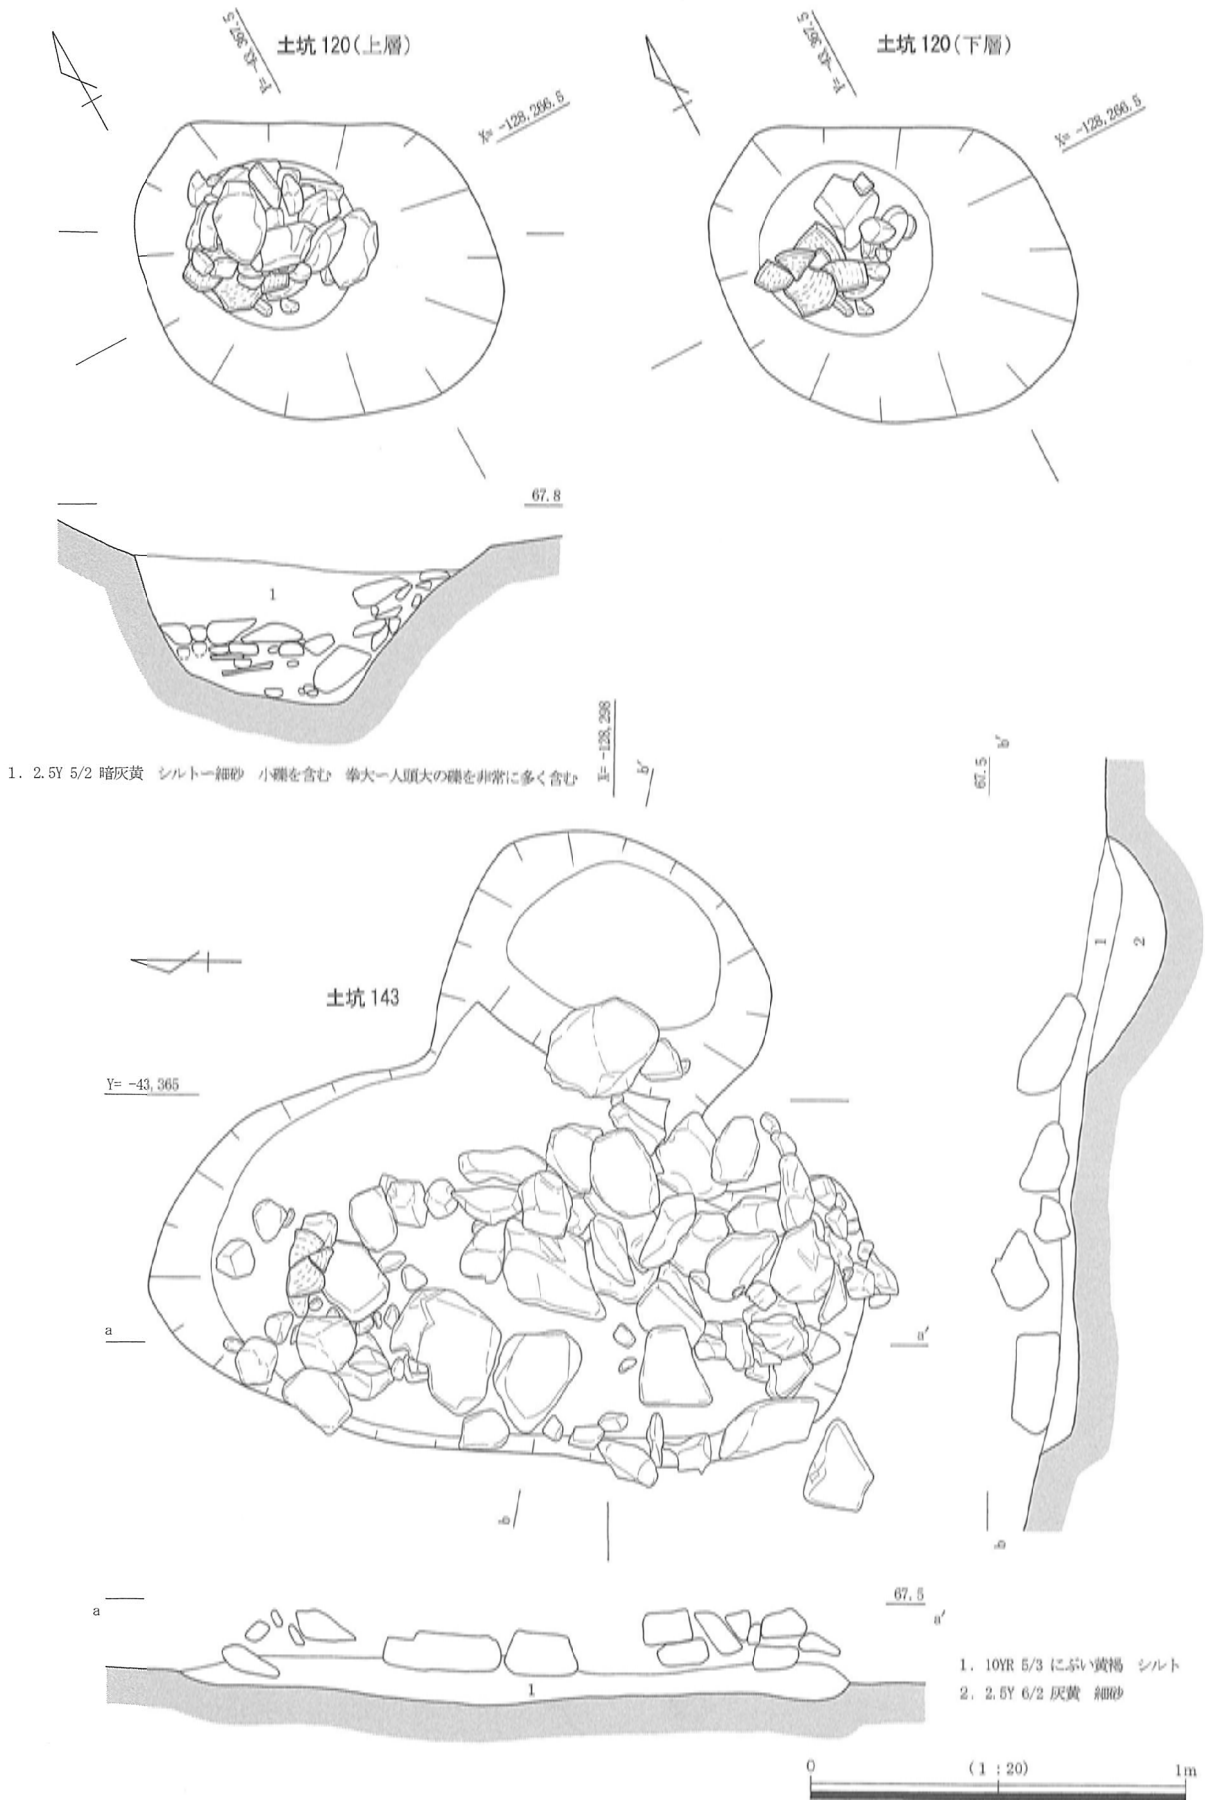 土坑 120（上層）
Y= -43, 367.5
X= -128, 266.5
土坑 120（下層）
Y= -43, 367.5
X= -128, 266.5
67.8
1
1. 2.5Y 5/2 暗灰黄　シルト〜細砂　小礫を含む　拳大〜人頭大の礫を非常に多く含む
X= -128, 298
b′
67.5
b′
1
2
土坑 143
Y= -43, 365
a
a′
b
b
a
67.5
a′
1
1. 10YR 5/3 にぶい黄褐　シルト
2. 2.5Y 6/2 灰黄　細砂
0
(1 : 20)
1m